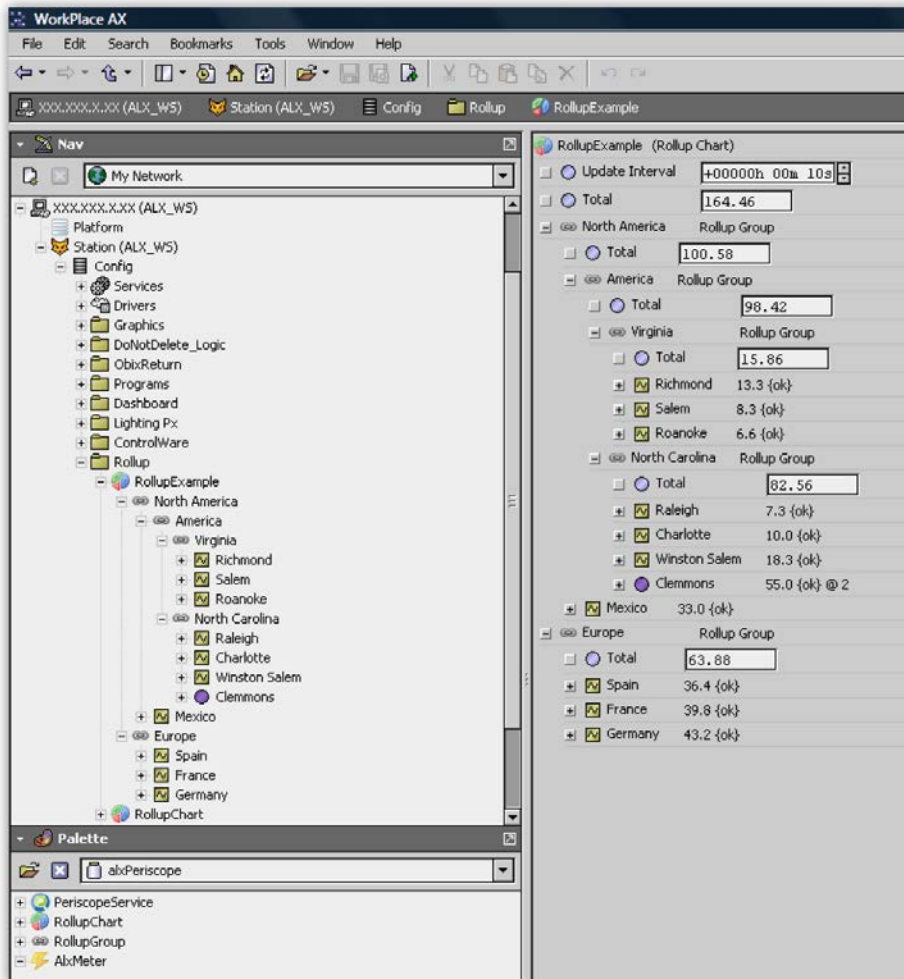 WorkPlace AX
File Edit Search Bookmarks Tools Window Help
XXX.XXX.X.XX (ALX_WS) Station (ALX_WS) Config Rollup RollupExample
Nav
My Network
XXX.XXX.X.XX (ALX_WS)
Platform
Station (ALX_WS)
Config
Services
Drivers
Graphics
DoNotDelete_Logic
ObixReturn
Programs
Dashboard
Lighting Px
ControlWare
Rollup
RollupExample
North America
America
Virginia
Richmond
Salem
Roanoke
North Carolina
Raleigh
Charlotte
Winston Salem
Clemmons
Mexico
Europe
Spain
France
Germany
RollupChart
Palette
alxPeriscope
PeriscopeService
RollupChart
RollupGroup
AlxMeter
RollupExample (Rollup Chart)
Update Interval +00000h 00m 10s
Total 164.46
North America Rollup Group
Total 100.58
America Rollup Group
Total 98.42
Virginia Rollup Group
Total 15.86
Richmond 13.3 {ok}
Salem 8.3 {ok}
Roanoke 6.6 {ok}
North Carolina Rollup Group
Total 82.56
Raleigh 7.3 {ok}
Charlotte 10.0 {ok}
Winston Salem 18.3 {ok}
Clemmons 55.0 {ok} @ 2
Mexico 33.0 {ok}
Europe Rollup Group
Total 63.88
Spain 36.4 {ok}
France 39.8 {ok}
Germany 43.2 {ok}